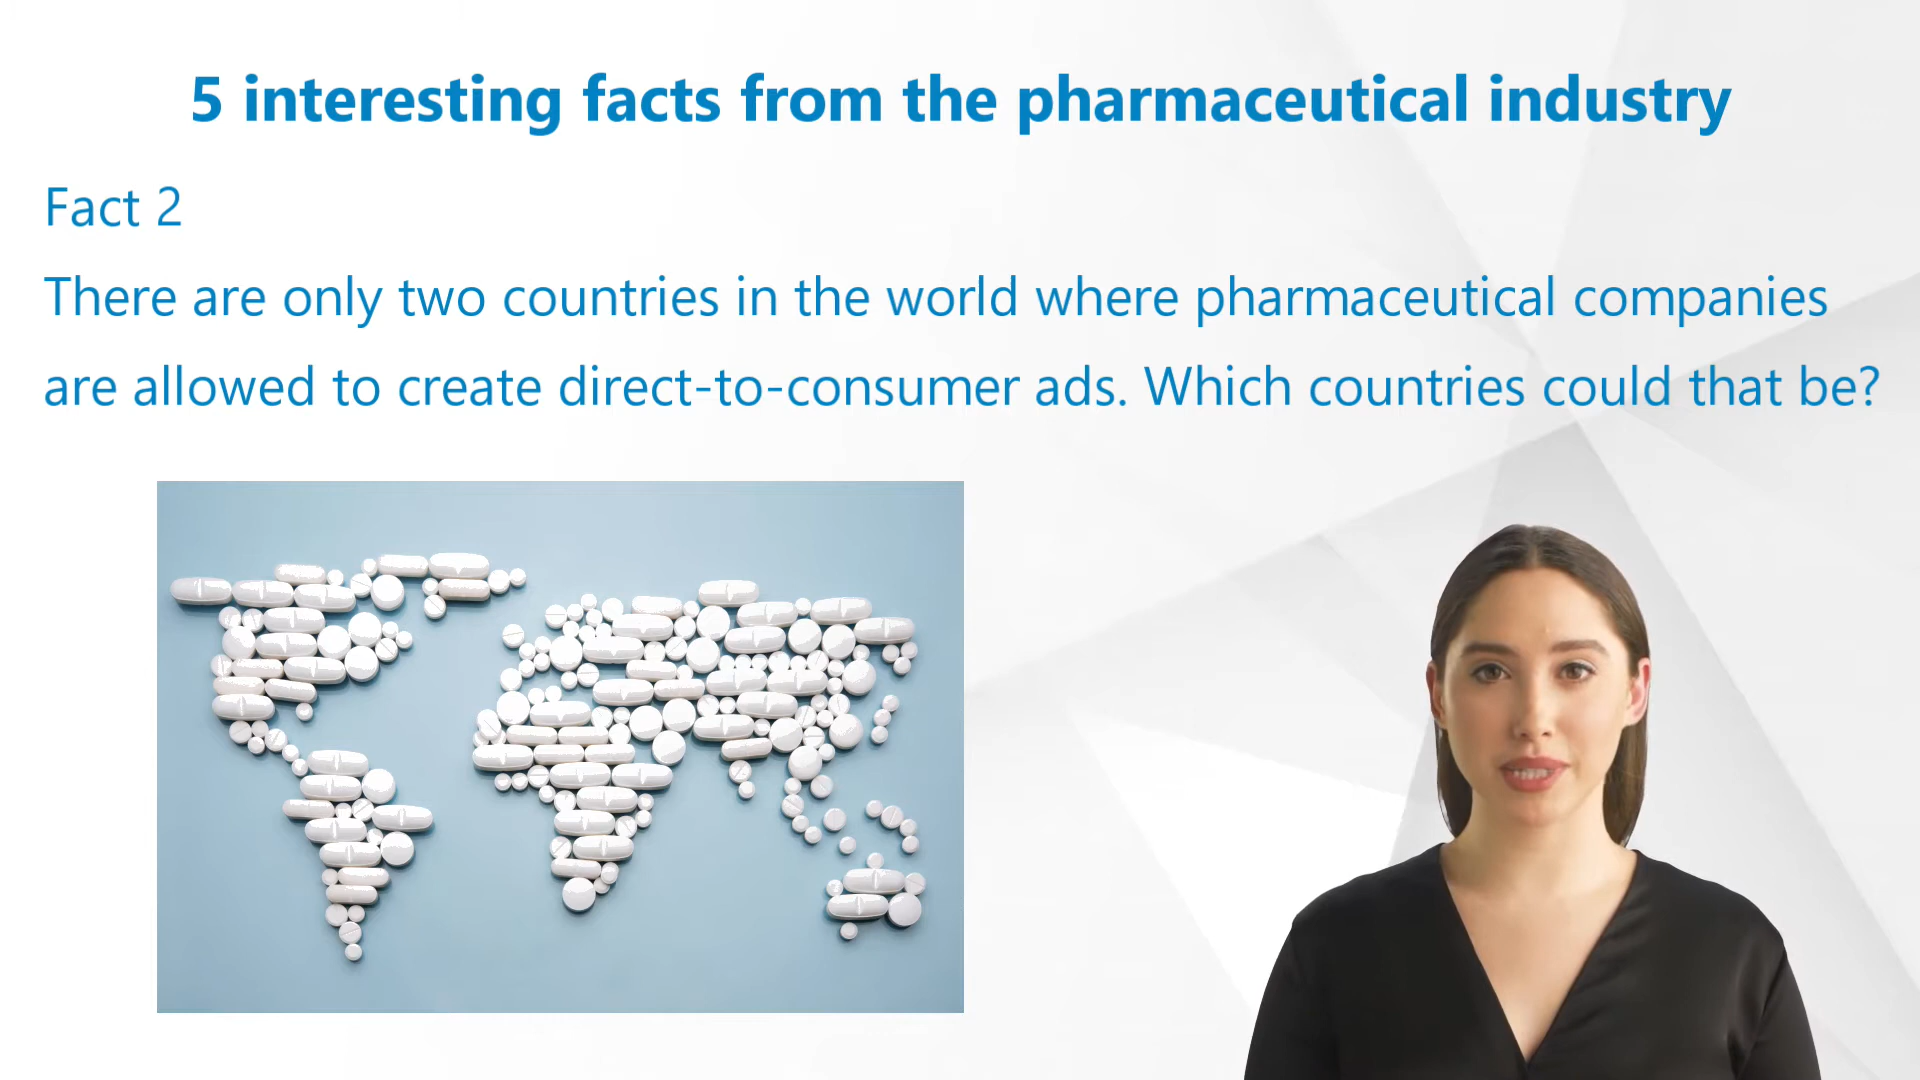 5 interesting facts from the pharmaceutical industry
Fact 2
There are only two countries in the world where pharmaceutical companies
are allowed to create direct-to-consumer ads. Which countries could that be?